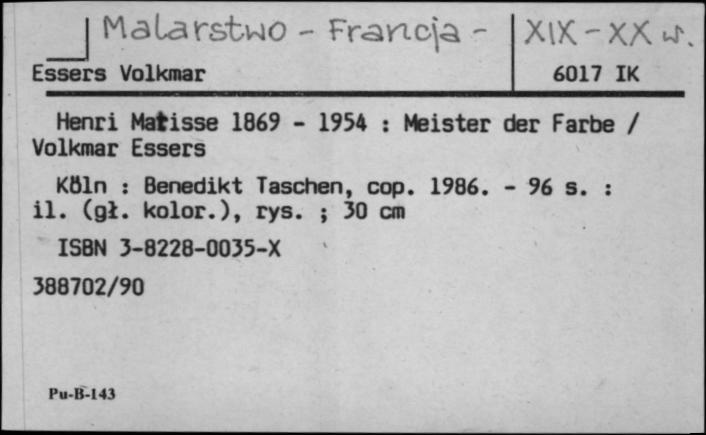 Malarstwo - Francja - XIX - XX w.
Essers Volkmar 6017 IK
Henri Matisse 1869 - 1954 : Meister der Farbe /
Volkmar Essers
Köln : Benedikt Taschen, cop. 1986. - 96 s. :
il. (gł. kolor.), rys. ; 30 cm
ISBN 3-8228-0035-X
388702/90
Pu-B-143